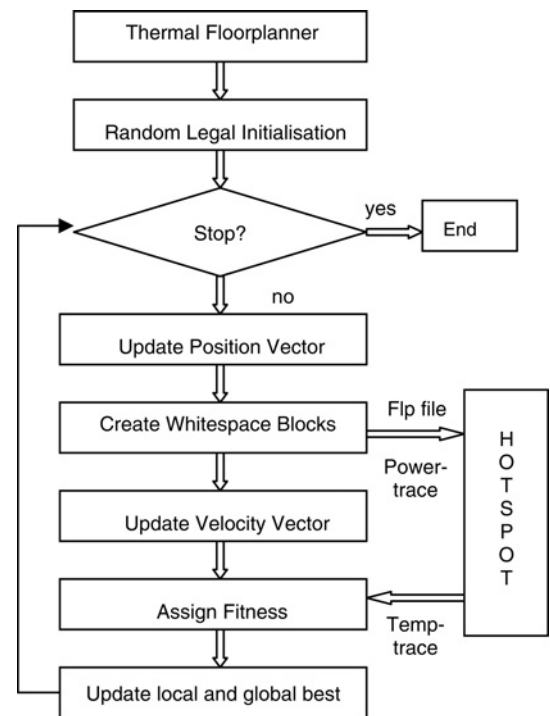 Thermal Floorplanner
Random Legal Initialisation
Stop?
yes
End
no
Update Position Vector
Create Whitespace Blocks
Flp file
Power-
trace
HOTSPOT
Update Velocity Vector
Assign Fitness
Temp-
trace
Update local and global best